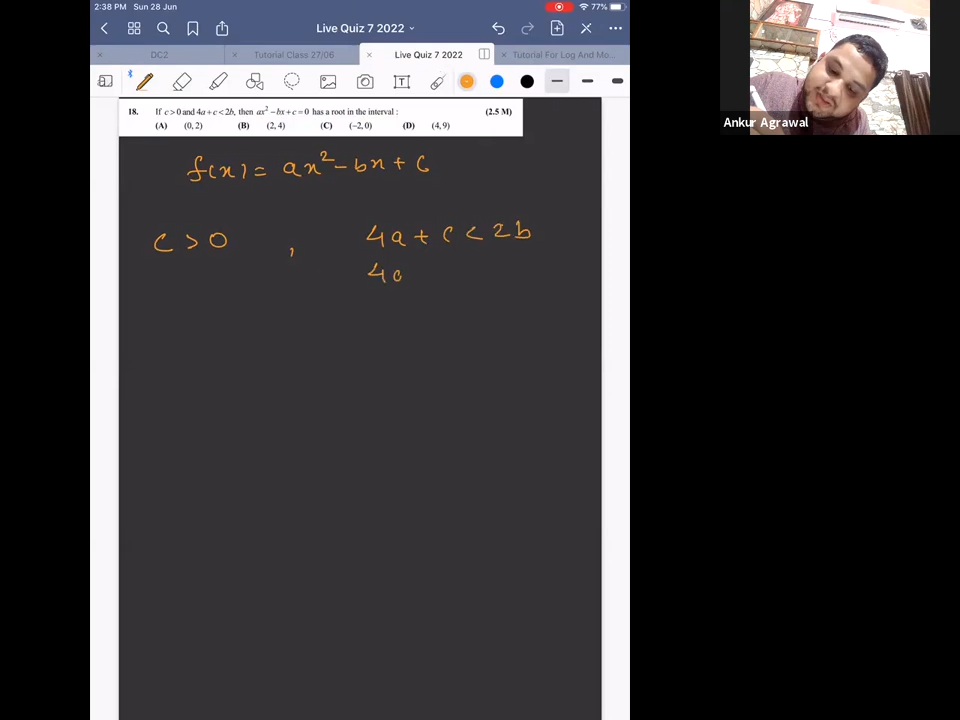 2:38 PM Sun 28 Jun
77%
Live Quiz 7 2022
DC2
Tutorial Class 27/06
Live Quiz 7 2022
Tutorial For Log And Mo...
Ankur Agrawal
18. If c > 0 and 4a + c < 2b, then ax² − bx + c = 0 has a root in the interval : (2.5 M)
(A) (0, 2) (B) (2, 4) (C) (−2, 0) (D) (4, 9)
f(x) = ax² − bx + c
c > 0 , 4a + c < 2b
4a